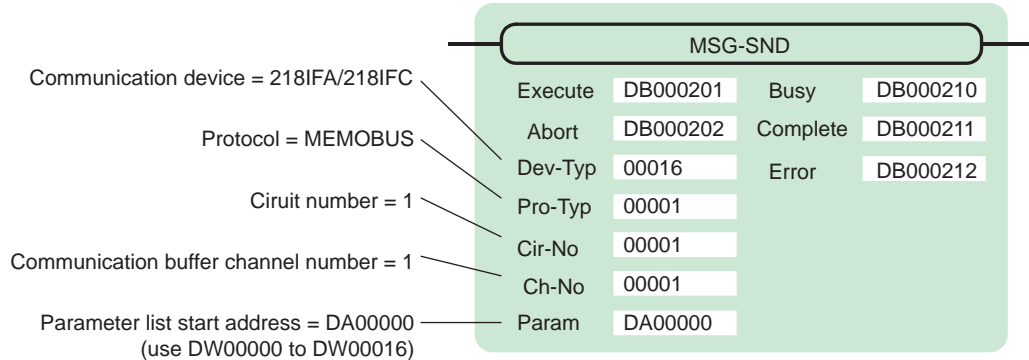 MSG-SND
Communication device = 218IFA/218IFC
Execute DB000201 Busy DB000210
Protocol = MEMOBUS
Abort DB000202 Complete DB000211
Dev-Typ 00016 Error DB000212
Ciruit number = 1
Pro-Typ 00001
Cir-No 00001
Communication buffer channel number = 1
Ch-No 00001
Parameter list start address = DA00000
Param DA00000
(use DW00000 to DW00016)